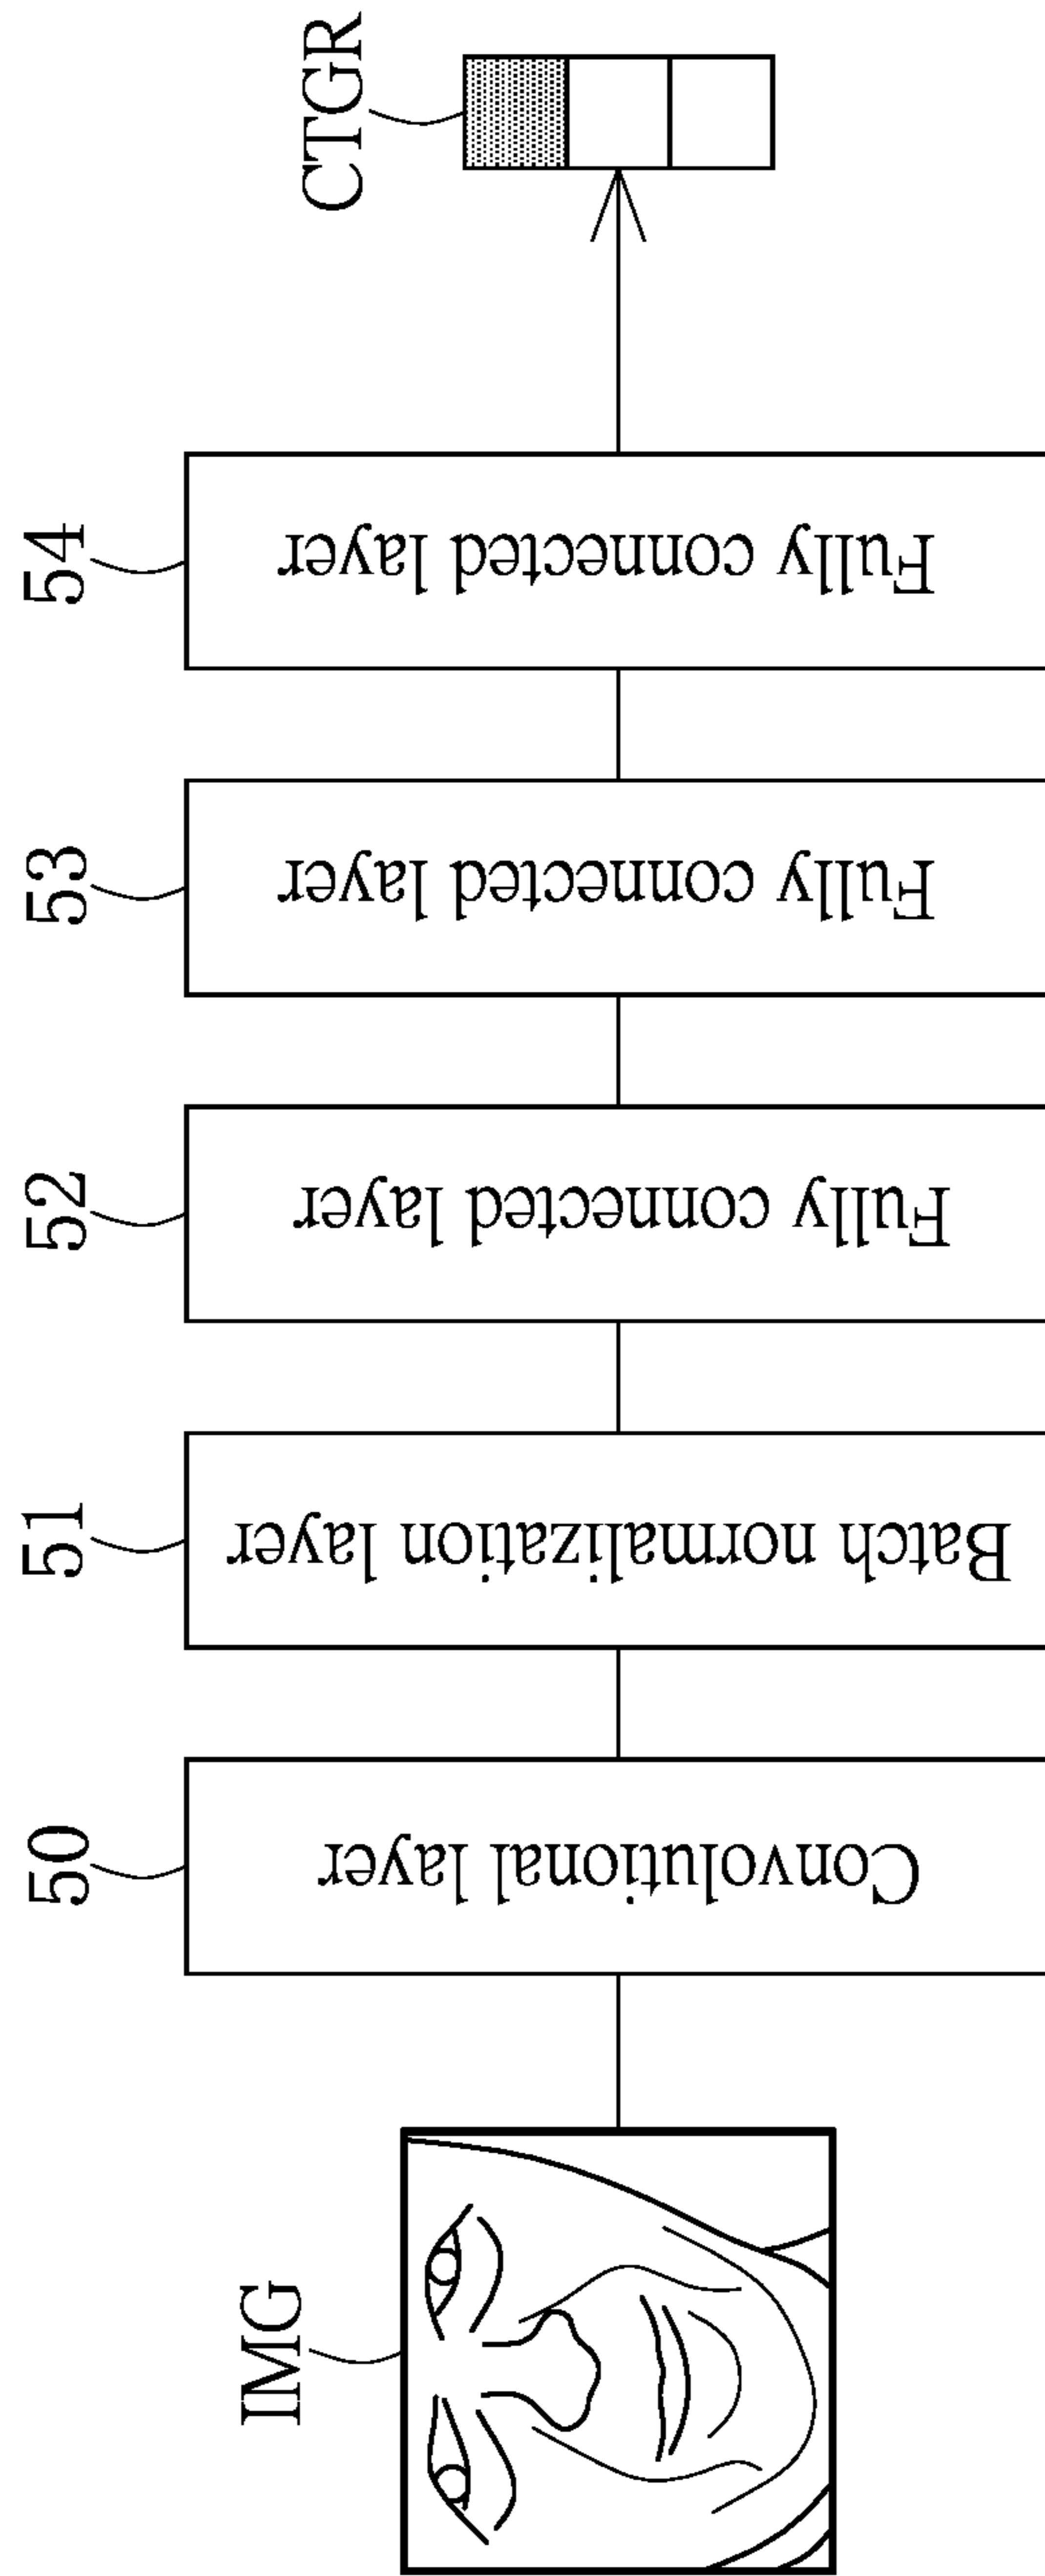 IMG
50
Convolutional layer
51
Batch normalization layer
52
Fully connected layer
53
Fully connected layer
54
Fully connected layer
CTGR